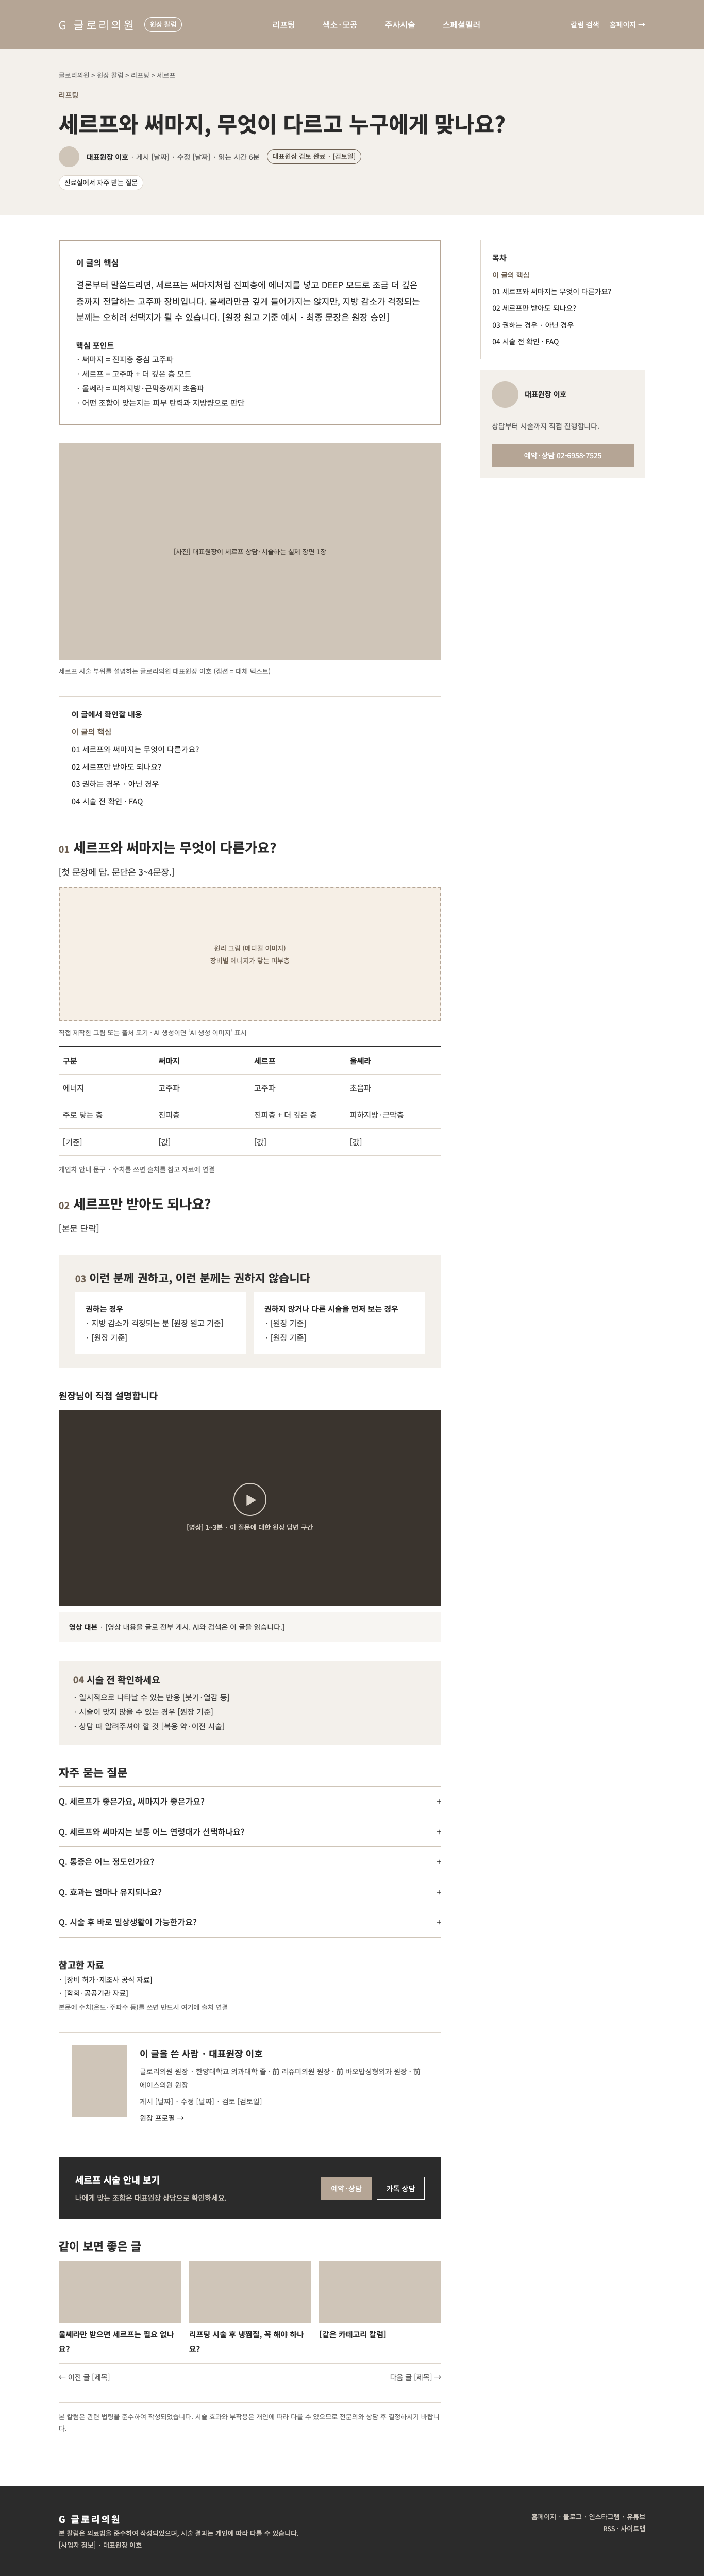 G 글로리의원 원장 칼럼 리프팅 색소·모공 주사시술 스페셜필러 칼럼 검색 홈페이지 →
글로리의원 > 원장 칼럼 > 리프팅 > 세르프
리프팅
세르프와 써마지, 무엇이 다르고 누구에게 맞나요?
대표원장 이호 · 게시 [날짜] · 수정 [날짜] · 읽는 시간 6분 대표원장 검토 완료 · [검토일]
진료실에서 자주 받는 질문
이 글의 핵심
결론부터 말씀드리면, 세르프는 써마지처럼 진피층에 에너지를 넣고 DEEP 모드로 조금 더 깊은
층까지 전달하는 고주파 장비입니다. 울쎄라만큼 깊게 들어가지는 않지만, 지방 감소가 걱정되는
분께는 오히려 선택지가 될 수 있습니다. [원장 원고 기준 예시 · 최종 문장은 원장 승인]
핵심 포인트
· 써마지 = 진피층 중심 고주파
· 세르프 = 고주파 + 더 깊은 층 모드
· 울쎄라 = 피하지방·근막층까지 초음파
· 어떤 조합이 맞는지는 피부 탄력과 지방량으로 판단
목차
이 글의 핵심
01 세르프와 써마지는 무엇이 다른가요?
02 세르프만 받아도 되나요?
03 권하는 경우 · 아닌 경우
04 시술 전 확인 · FAQ
대표원장 이호
상담부터 시술까지 직접 진행합니다.
예약·상담 02-6958-7525
[사진] 대표원장이 세르프 상담·시술하는 실제 장면 1장
세르프 시술 부위를 설명하는 글로리의원 대표원장 이호 (캡션 = 대체 텍스트)
이 글에서 확인할 내용
이 글의 핵심
01 세르프와 써마지는 무엇이 다른가요?
02 세르프만 받아도 되나요?
03 권하는 경우 · 아닌 경우
04 시술 전 확인 · FAQ
01 세르프와 써마지는 무엇이 다른가요?
[첫 문장에 답. 문단은 3~4문장.]
원리 그림 (메디컬 이미지)
장비별 에너지가 닿는 피부층
직접 제작한 그림 또는 출처 표기 · AI 생성이면 'AI 생성 이미지' 표시
구분 써마지 세르프 울쎄라
에너지 고주파 고주파 초음파
주로 닿는 층 진피층 진피층 + 더 깊은 층 피하지방·근막층
[기준] [값] [값] [값]
개인차 안내 문구 · 수치를 쓰면 출처를 참고 자료에 연결
02 세르프만 받아도 되나요?
[본문 단락]
03 이런 분께 권하고, 이런 분께는 권하지 않습니다
권하는 경우
· 지방 감소가 걱정되는 분 [원장 원고 기준]
· [원장 기준]
권하지 않거나 다른 시술을 먼저 보는 경우
· [원장 기준]
· [원장 기준]
원장님이 직접 설명합니다
[영상] 1~3분 · 이 질문에 대한 원장 답변 구간
영상 대본 · [영상 내용을 글로 전부 게시. AI와 검색은 이 글을 읽습니다.]
04 시술 전 확인하세요
· 일시적으로 나타날 수 있는 반응 [붓기·열감 등]
· 시술이 맞지 않을 수 있는 경우 [원장 기준]
· 상담 때 알려주셔야 할 것 [복용 약·이전 시술]
자주 묻는 질문
Q. 세르프가 좋은가요, 써마지가 좋은가요? +
Q. 세르프와 써마지는 보통 어느 연령대가 선택하나요? +
Q. 통증은 어느 정도인가요? +
Q. 효과는 얼마나 유지되나요? +
Q. 시술 후 바로 일상생활이 가능한가요? +
참고한 자료
· [장비 허가·제조사 공식 자료]
· [학회·공공기관 자료]
본문에 수치(온도·주파수 등)를 쓰면 반드시 여기에 출처 연결
이 글을 쓴 사람 · 대표원장 이호
글로리의원 원장 · 한양대학교 의과대학 졸 · 前 리쥬미의원 원장 · 前 바오밥성형외과 원장 · 前
에이스의원 원장
게시 [날짜] · 수정 [날짜] · 검토 [검토일]
원장 프로필 →
세르프 시술 안내 보기
나에게 맞는 조합은 대표원장 상담으로 확인하세요.
예약·상담 카톡 상담
같이 보면 좋은 글
울쎄라만 받으면 세르프는 필요 없나
요?
리프팅 시술 후 냉찜질, 꼭 해야 하나
요?
[같은 카테고리 칼럼]
← 이전 글 [제목] 다음 글 [제목] →
본 칼럼은 관련 법령을 준수하여 작성되었습니다. 시술 효과와 부작용은 개인에 따라 다를 수 있으므로 전문의와 상담 후 결정하시기 바랍니
다.
G 글로리의원
본 칼럼은 의료법을 준수하여 작성되었으며, 시술 결과는 개인에 따라 다를 수 있습니다.
[사업자 정보] · 대표원장 이호
홈페이지 · 블로그 · 인스타그램 · 유튜브
RSS · 사이트맵